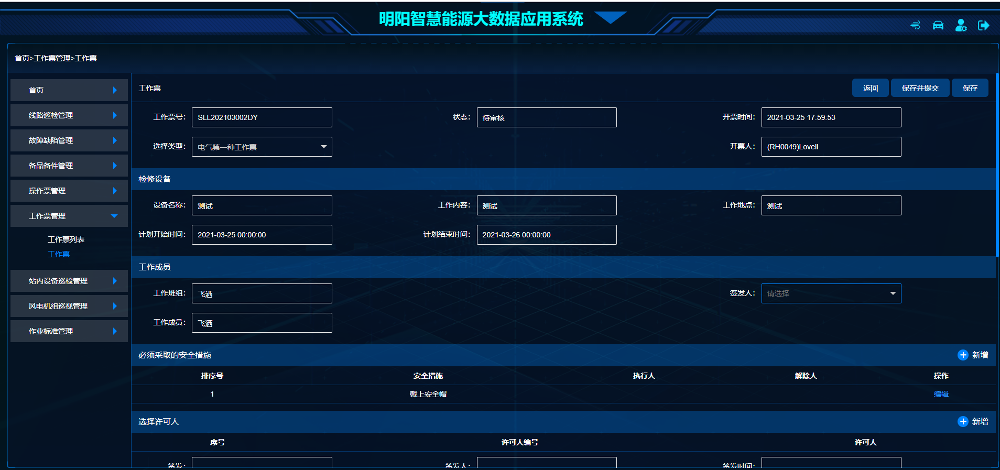 明阳智慧能源大数据应用系统
首页>工作票管理>工作票
首页
线路巡检管理
故障缺陷管理
备品备件管理
操作票管理
工作票管理
工作票列表
工作票
站内设备巡检管理
风电机组巡视管理
作业标准管理
工作票
返回 保存并提交 保存
工作票号： SLL202103002DY 状态： 待审核 开票时间： 2021-03-25 17:59:53
选择类型： 电气第一种工作票 开票人： (RH0049)Lovell
检修设备
设备名称： 测试 工作内容： 测试 工作地点： 测试
计划开始时间： 2021-03-25 00:00:00 计划结束时间： 2021-03-26 00:00:00
工作成员
工作班组： 飞洒 签发人： 请选择
工作成员： 飞洒
必须采取的安全措施 新增
排序号 安全措施 执行人 解除人 操作
1 戴上安全帽 编辑
选择许可人 新增
序号 许可人编号 许可人
签发： 签发人： 签发时间：